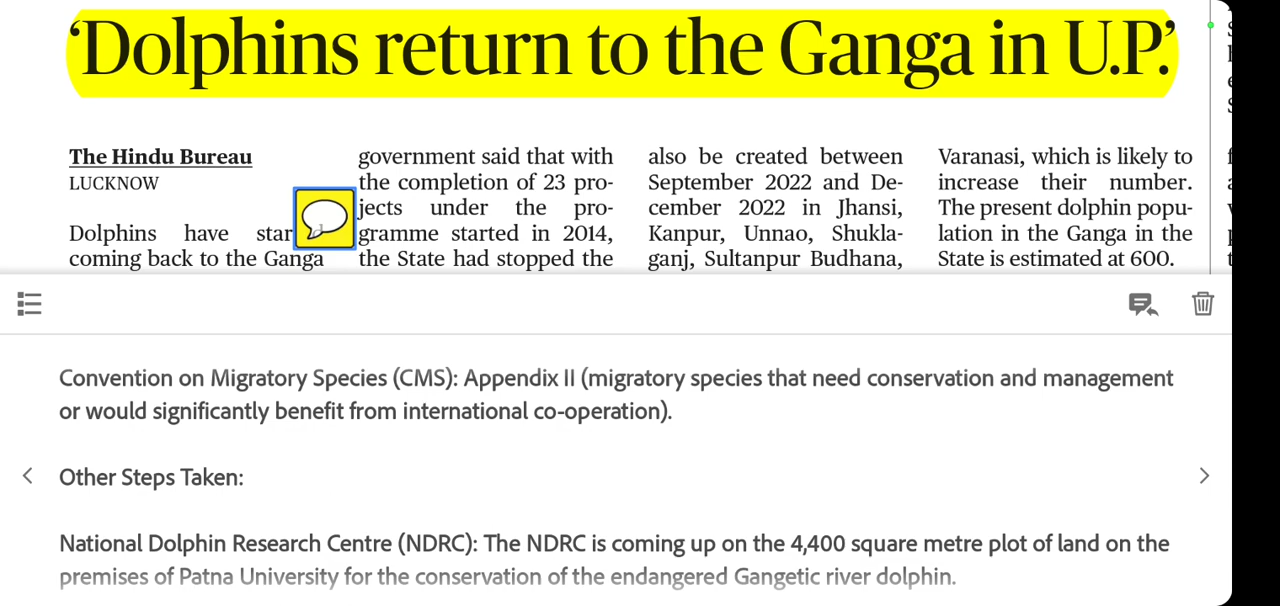 ‘Dolphins return to the Ganga in U.P.’
The Hindu Bureau
LUCKNOW
Dolphins have
coming back to the Ganga
government said that with
the completion of 23 pro-
jects under the pro-
gramme started in 2014,
the State had stopped the
also be created between
September 2022 and De-
cember 2022 in Jhansi,
Kanpur, Unnao, Shukla-
ganj, Sultanpur Budhana,
Varanasi, which is likely to
increase their number.
The present dolphin popu-
lation in the Ganga in the
State is estimated at 600.
Convention on Migratory Species (CMS): Appendix II (migratory species that need conservation and management
or would significantly benefit from international co-operation).
Other Steps Taken:
National Dolphin Research Centre (NDRC): The NDRC is coming up on the 4,400 square metre plot of land on the
premises of Patna University for the conservation of the endangered Gangetic river dolphin.